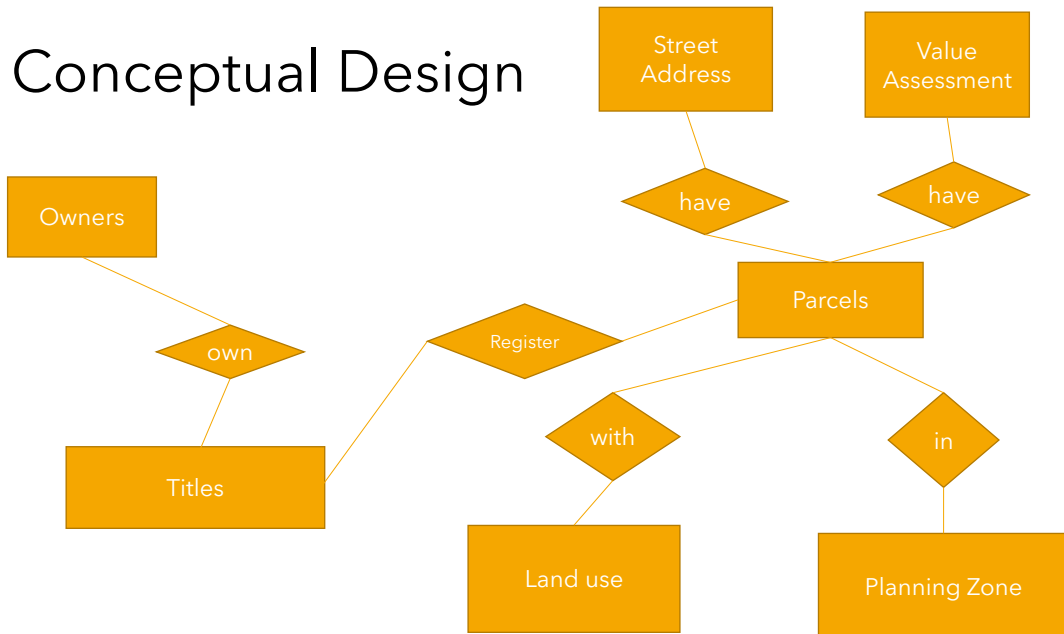 Conceptual Design
Street
Address
Value
Assessment
have
have
Owners
Parcels
Register
own
with
in
Titles
Land use
Planning Zone